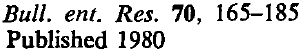 Bull. ent. Res. 70, 165–185
Published 1980